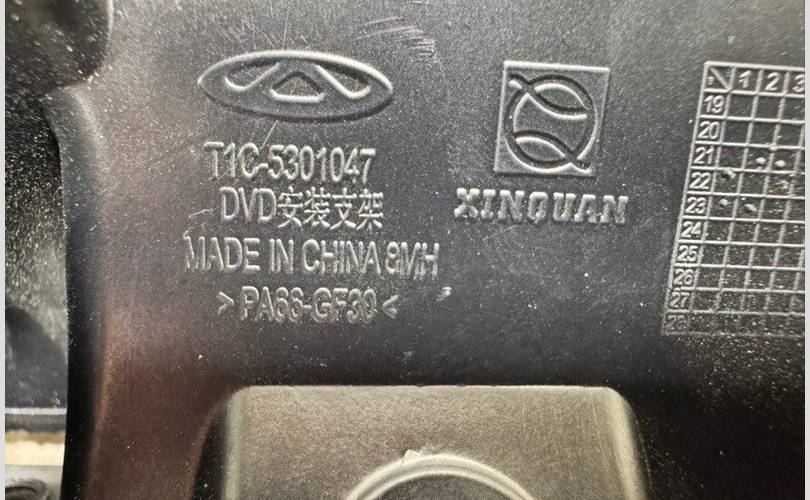 T1C-5301047
DVD安装支架
MADE IN CHINA 8MH
>PA66-GF30<
XINQUAN
1 2 3
19
20
21
22
23
24
25
26
27
28